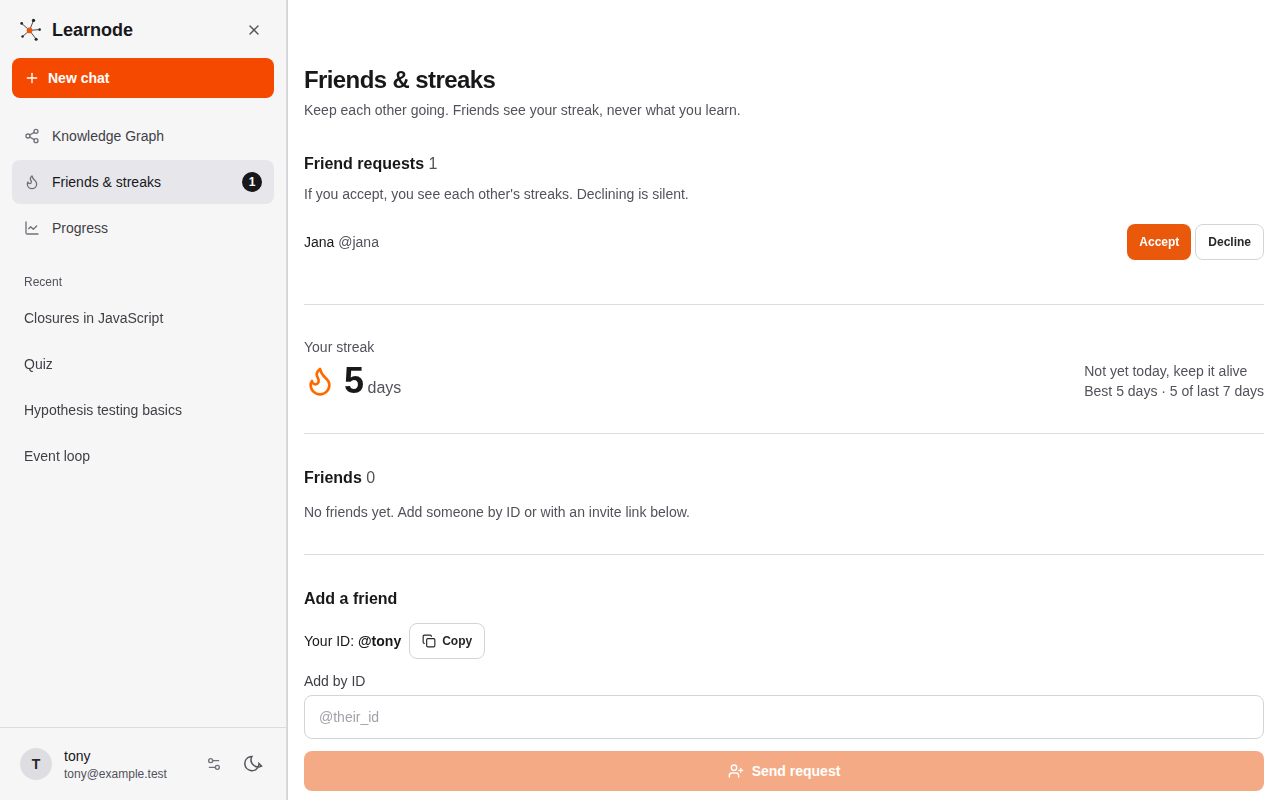 Learnode
New chat
Knowledge Graph
Friends & streaks 1
Progress
Recent
Closures in JavaScript
Quiz
Hypothesis testing basics
Event loop
T
tony
tony@example.test
Friends & streaks
Keep each other going. Friends see your streak, never what you learn.
Friend requests 1
If you accept, you see each other's streaks. Declining is silent.
Jana @jana
Accept
Decline
Your streak
5 days
Not yet today, keep it alive
Best 5 days · 5 of last 7 days
Friends 0
No friends yet. Add someone by ID or with an invite link below.
Add a friend
Your ID: @tony
Copy
Add by ID
@their_id
Send request